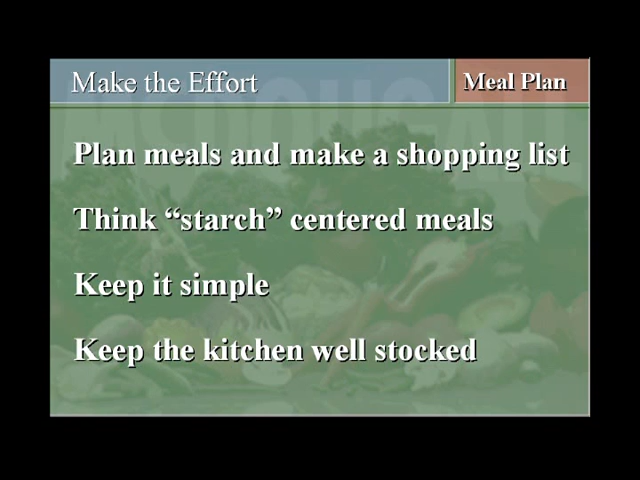 Make the Effort
Meal Plan
Plan meals and make a shopping list
Think “starch” centered meals
Keep it simple
Keep the kitchen well stocked